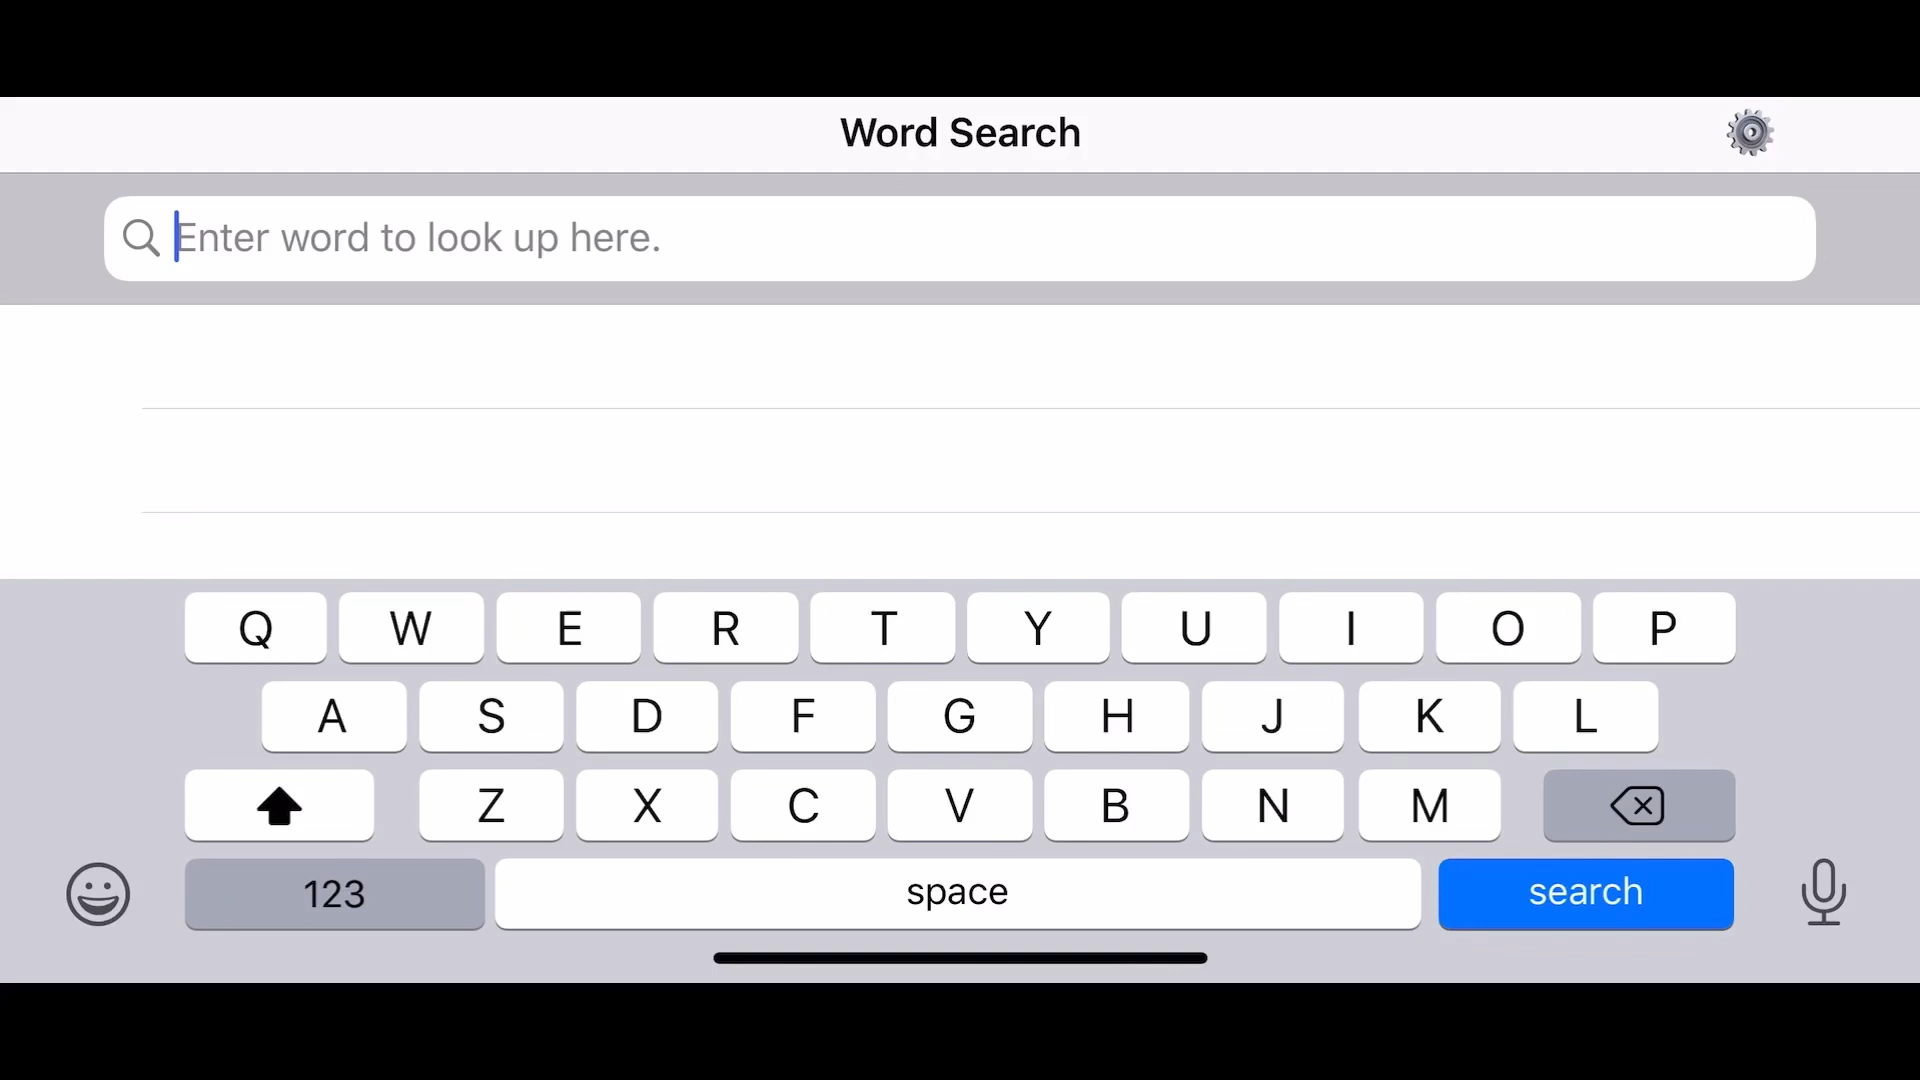 Word Search
Enter word to look up here.
Q W E R T Y U I O P
A S D F G H J K L
Z X C V B N M
123 space search